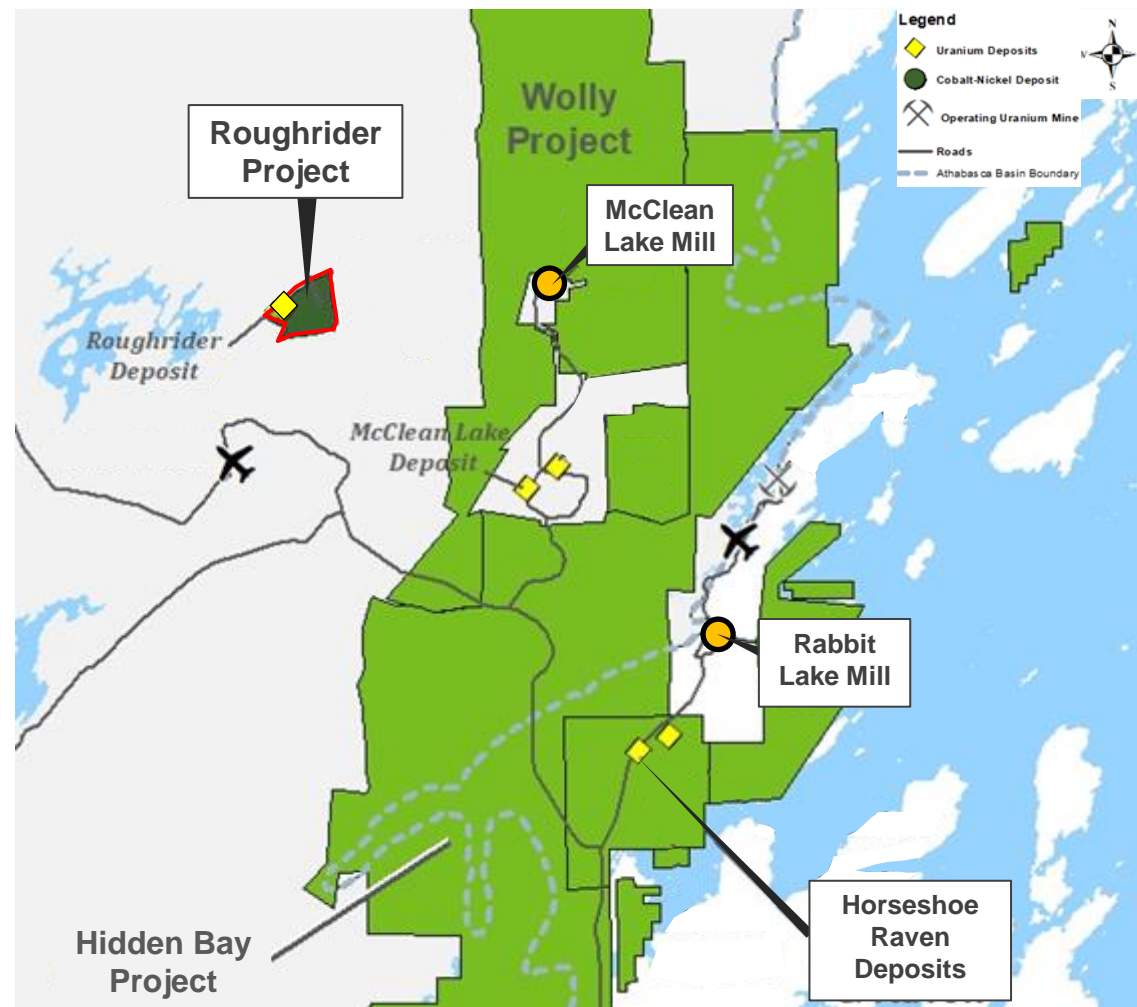 Legend
N
S
Uranium Deposits
Cobalt-Nickel Deposit
Operating Uranium Mine
Roads
Athabasca Basin Boundary
Wolly
Project
Roughrider
Project
McClean
Lake Mill
Roughrider
Deposit
McClean Lake
Deposit
Rabbit
Lake Mill
Horseshoe
Raven
Deposits
Hidden Bay
Project